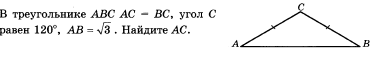 В треугольнике ABC AC = BC, угол C
равен 120°, AB = √3 . Найдите AC.
C
A
B